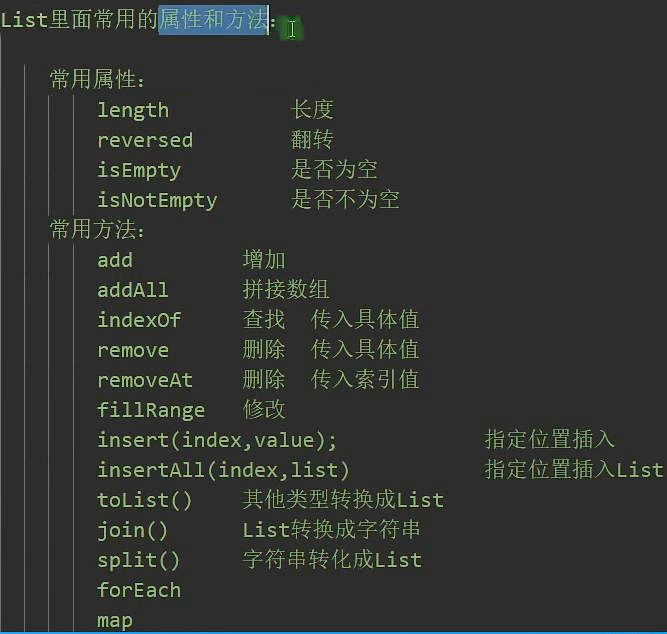 List里面常用的属性和方法：
常用属性：
length 长度
reversed 翻转
isEmpty 是否为空
isNotEmpty 是否不为空
常用方法：
add 增加
addAll 拼接数组
indexOf 查找 传入具体值
remove 删除 传入具体值
removeAt 删除 传入索引值
fillRange 修改
insert(index,value); 指定位置插入
insertAll(index,list) 指定位置插入List
toList() 其他类型转换成List
join() List转换成字符串
split() 字符串转化成List
forEach
map